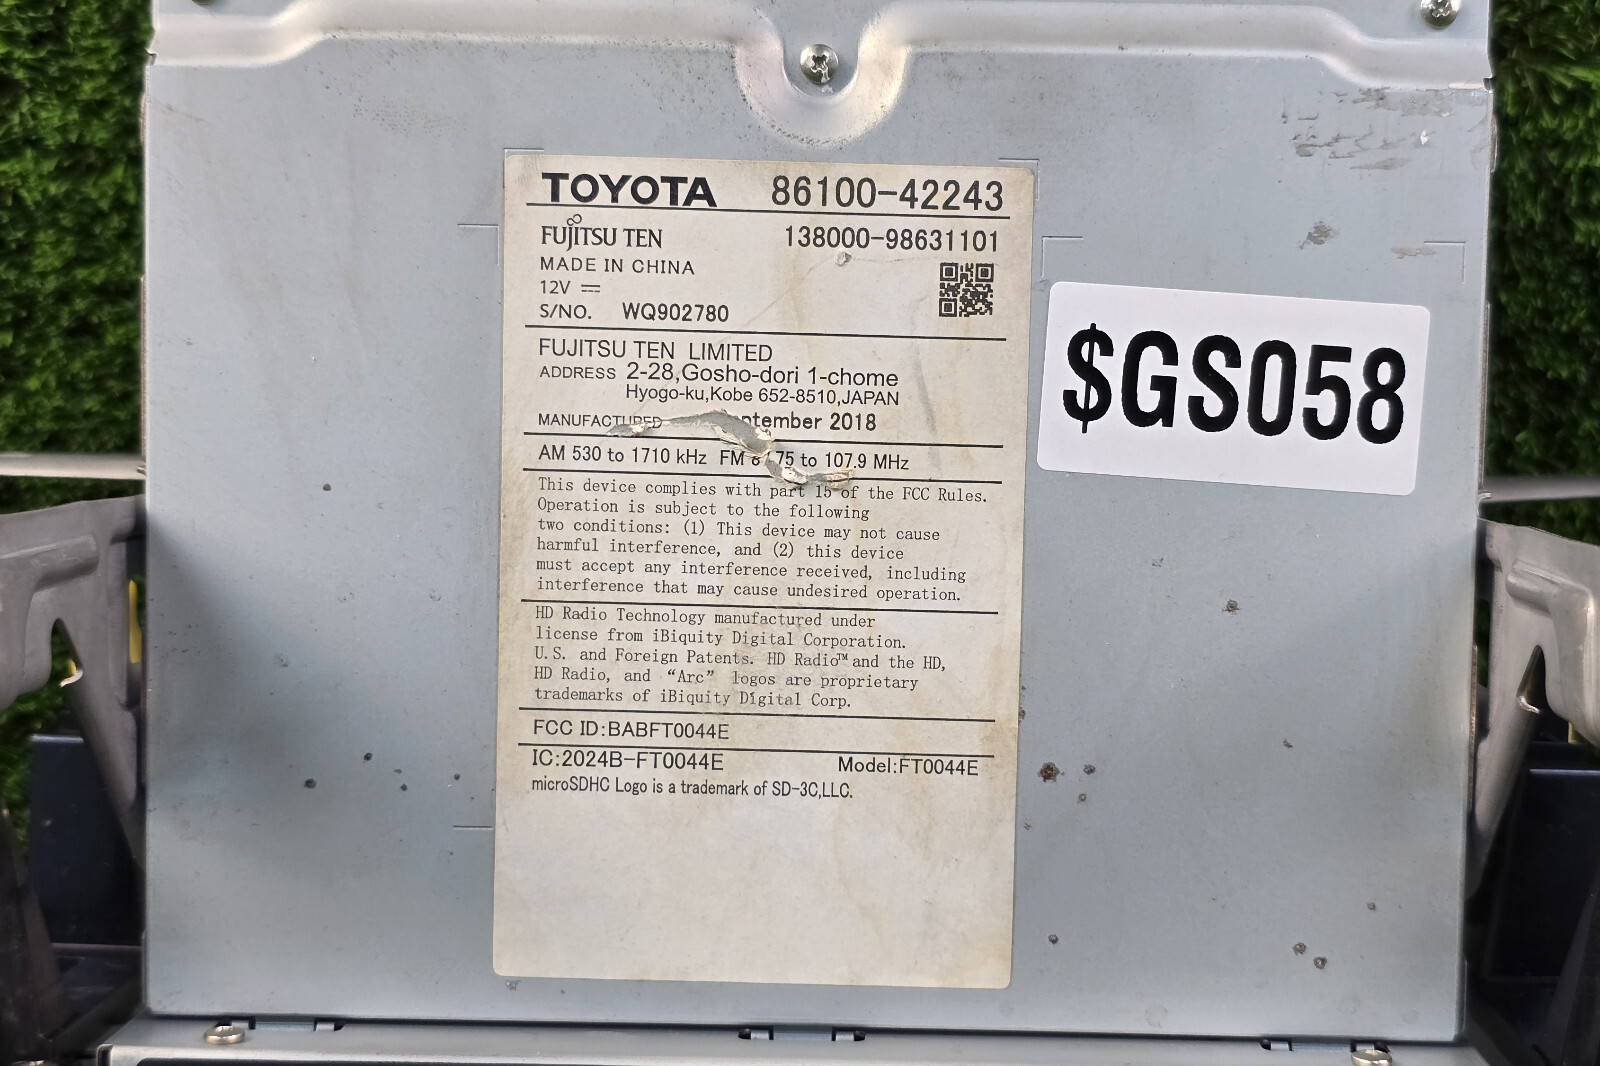 TOYOTA 86100-42243
FUJITSU TEN 138000-98631101
MADE IN CHINA
12V
S/NO. WQ902780
FUJITSU TEN LIMITED
ADDRESS 2-28,Gosho-dori 1-chome
Hyogo-ku,Kobe 652-8510,JAPAN
2018
AM 530 to 1710 kHz FM to 107.9 MHz
This device complies with part 15 of the FCC Rules.
Operation is subject to the following
two conditions: (1) This device may not cause
harmful interference, and (2) this device
must accept any interference received, including
interference that may cause undesired operation.
HD Radio Technology manufactured under
license from iBiquity Digital Corporation.
U.S. and Foreign Patents. HD Radio™ and the HD,
HD Radio, and “Arc” logos are proprietary
trademarks of iBiquity Digital Corp.
FCC ID:BABFT0044E
IC:2024B-FT0044E Model:FT0044E
microSDHC Logo is a trademark of SD-3C,LLC.
$GS058